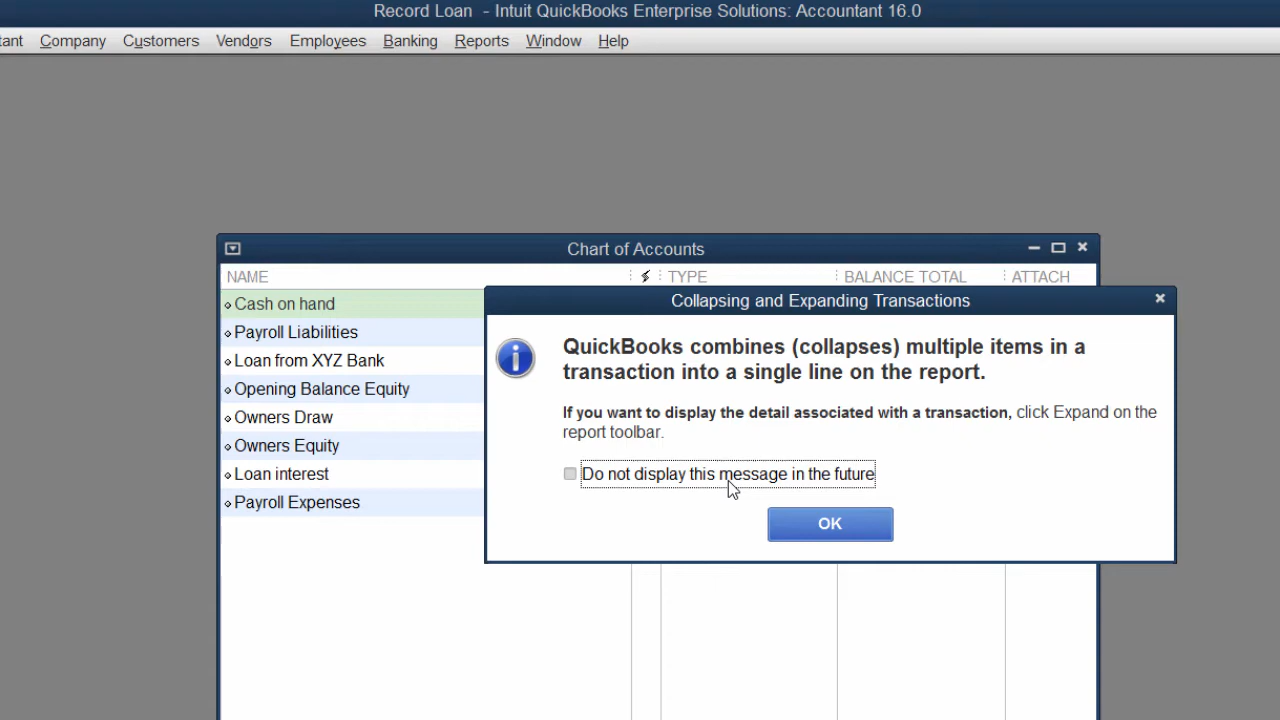 Record Loan - Intuit QuickBooks Enterprise Solutions: Accountant 16.0
tant Company Customers Vendors Employees Banking Reports Window Help
Chart of Accounts
NAME TYPE BALANCE TOTAL ATTACH
Cash on hand
Payroll Liabilities
Loan from XYZ Bank
Opening Balance Equity
Owners Draw
Owners Equity
Loan interest
Payroll Expenses
Collapsing and Expanding Transactions
QuickBooks combines (collapses) multiple items in a
transaction into a single line on the report.
If you want to display the detail associated with a transaction, click Expand on the
report toolbar.
Do not display this message in the future
OK